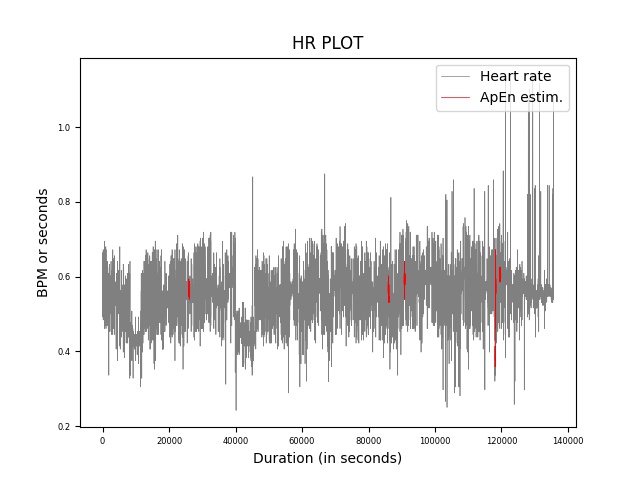 HR PLOT
Heart rate
ApEn estim.
1.0
0.8
0.6
0.4
0.2
BPM or seconds
0 20000 40000 60000 80000 100000 120000 140000
Duration (in seconds)